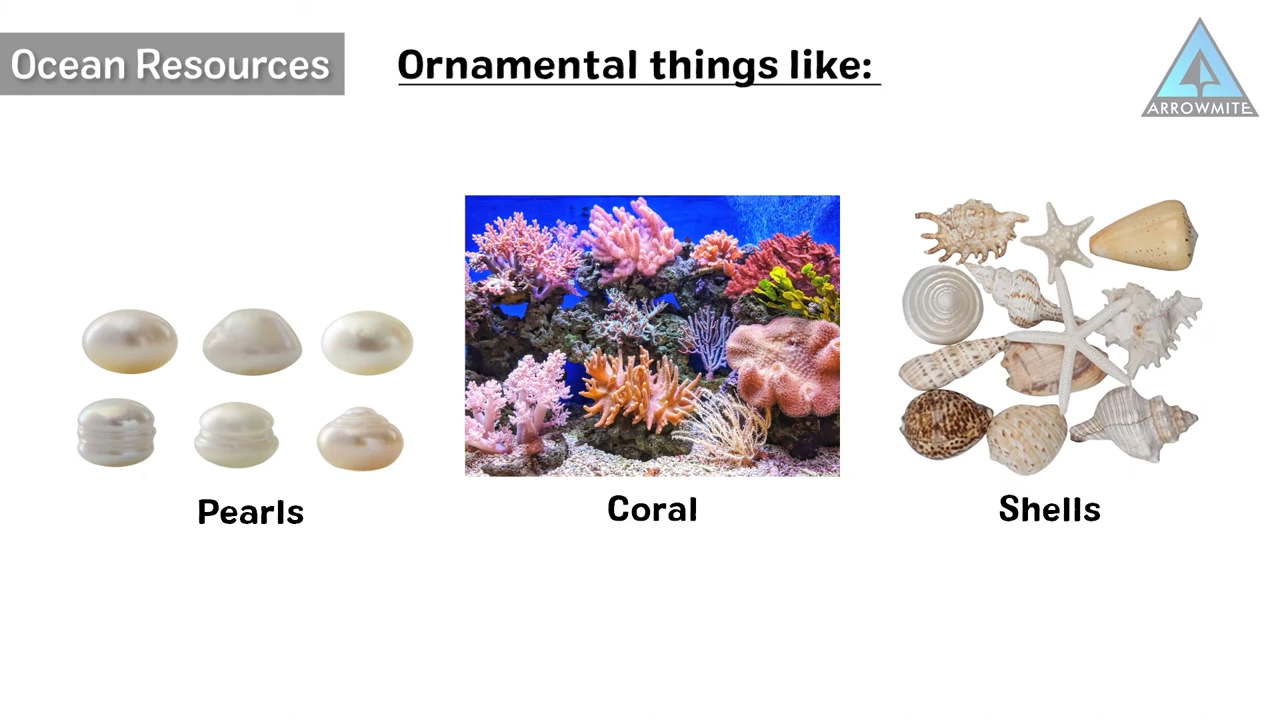 Ocean Resources
Ornamental things like:
ARROWMITE
Pearls
Coral
Shells